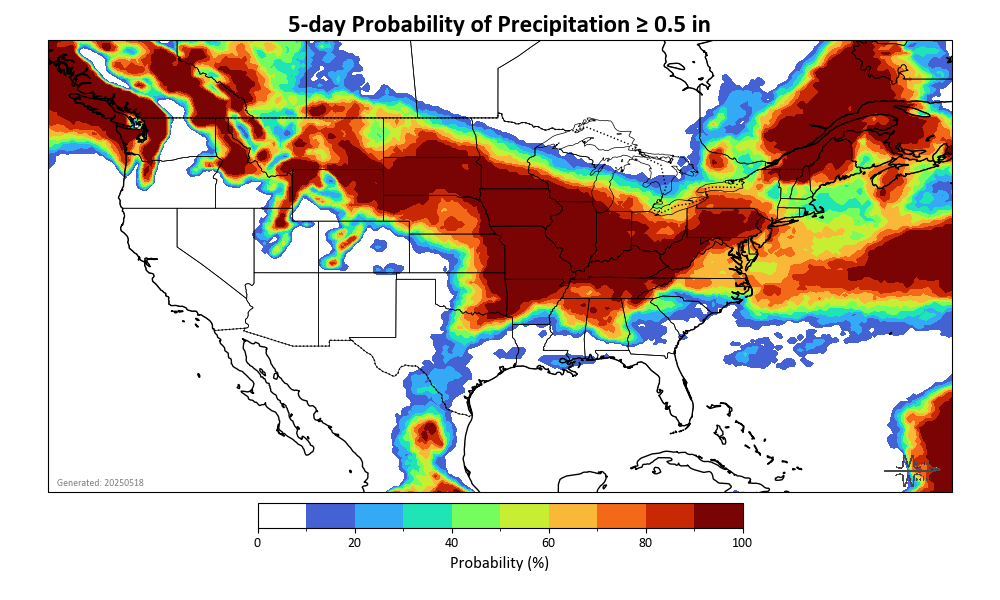 5-day Probability of Precipitation ≥ 0.5 in
Generated: 20250518
0 20 40 60 80 100
Probability (%)